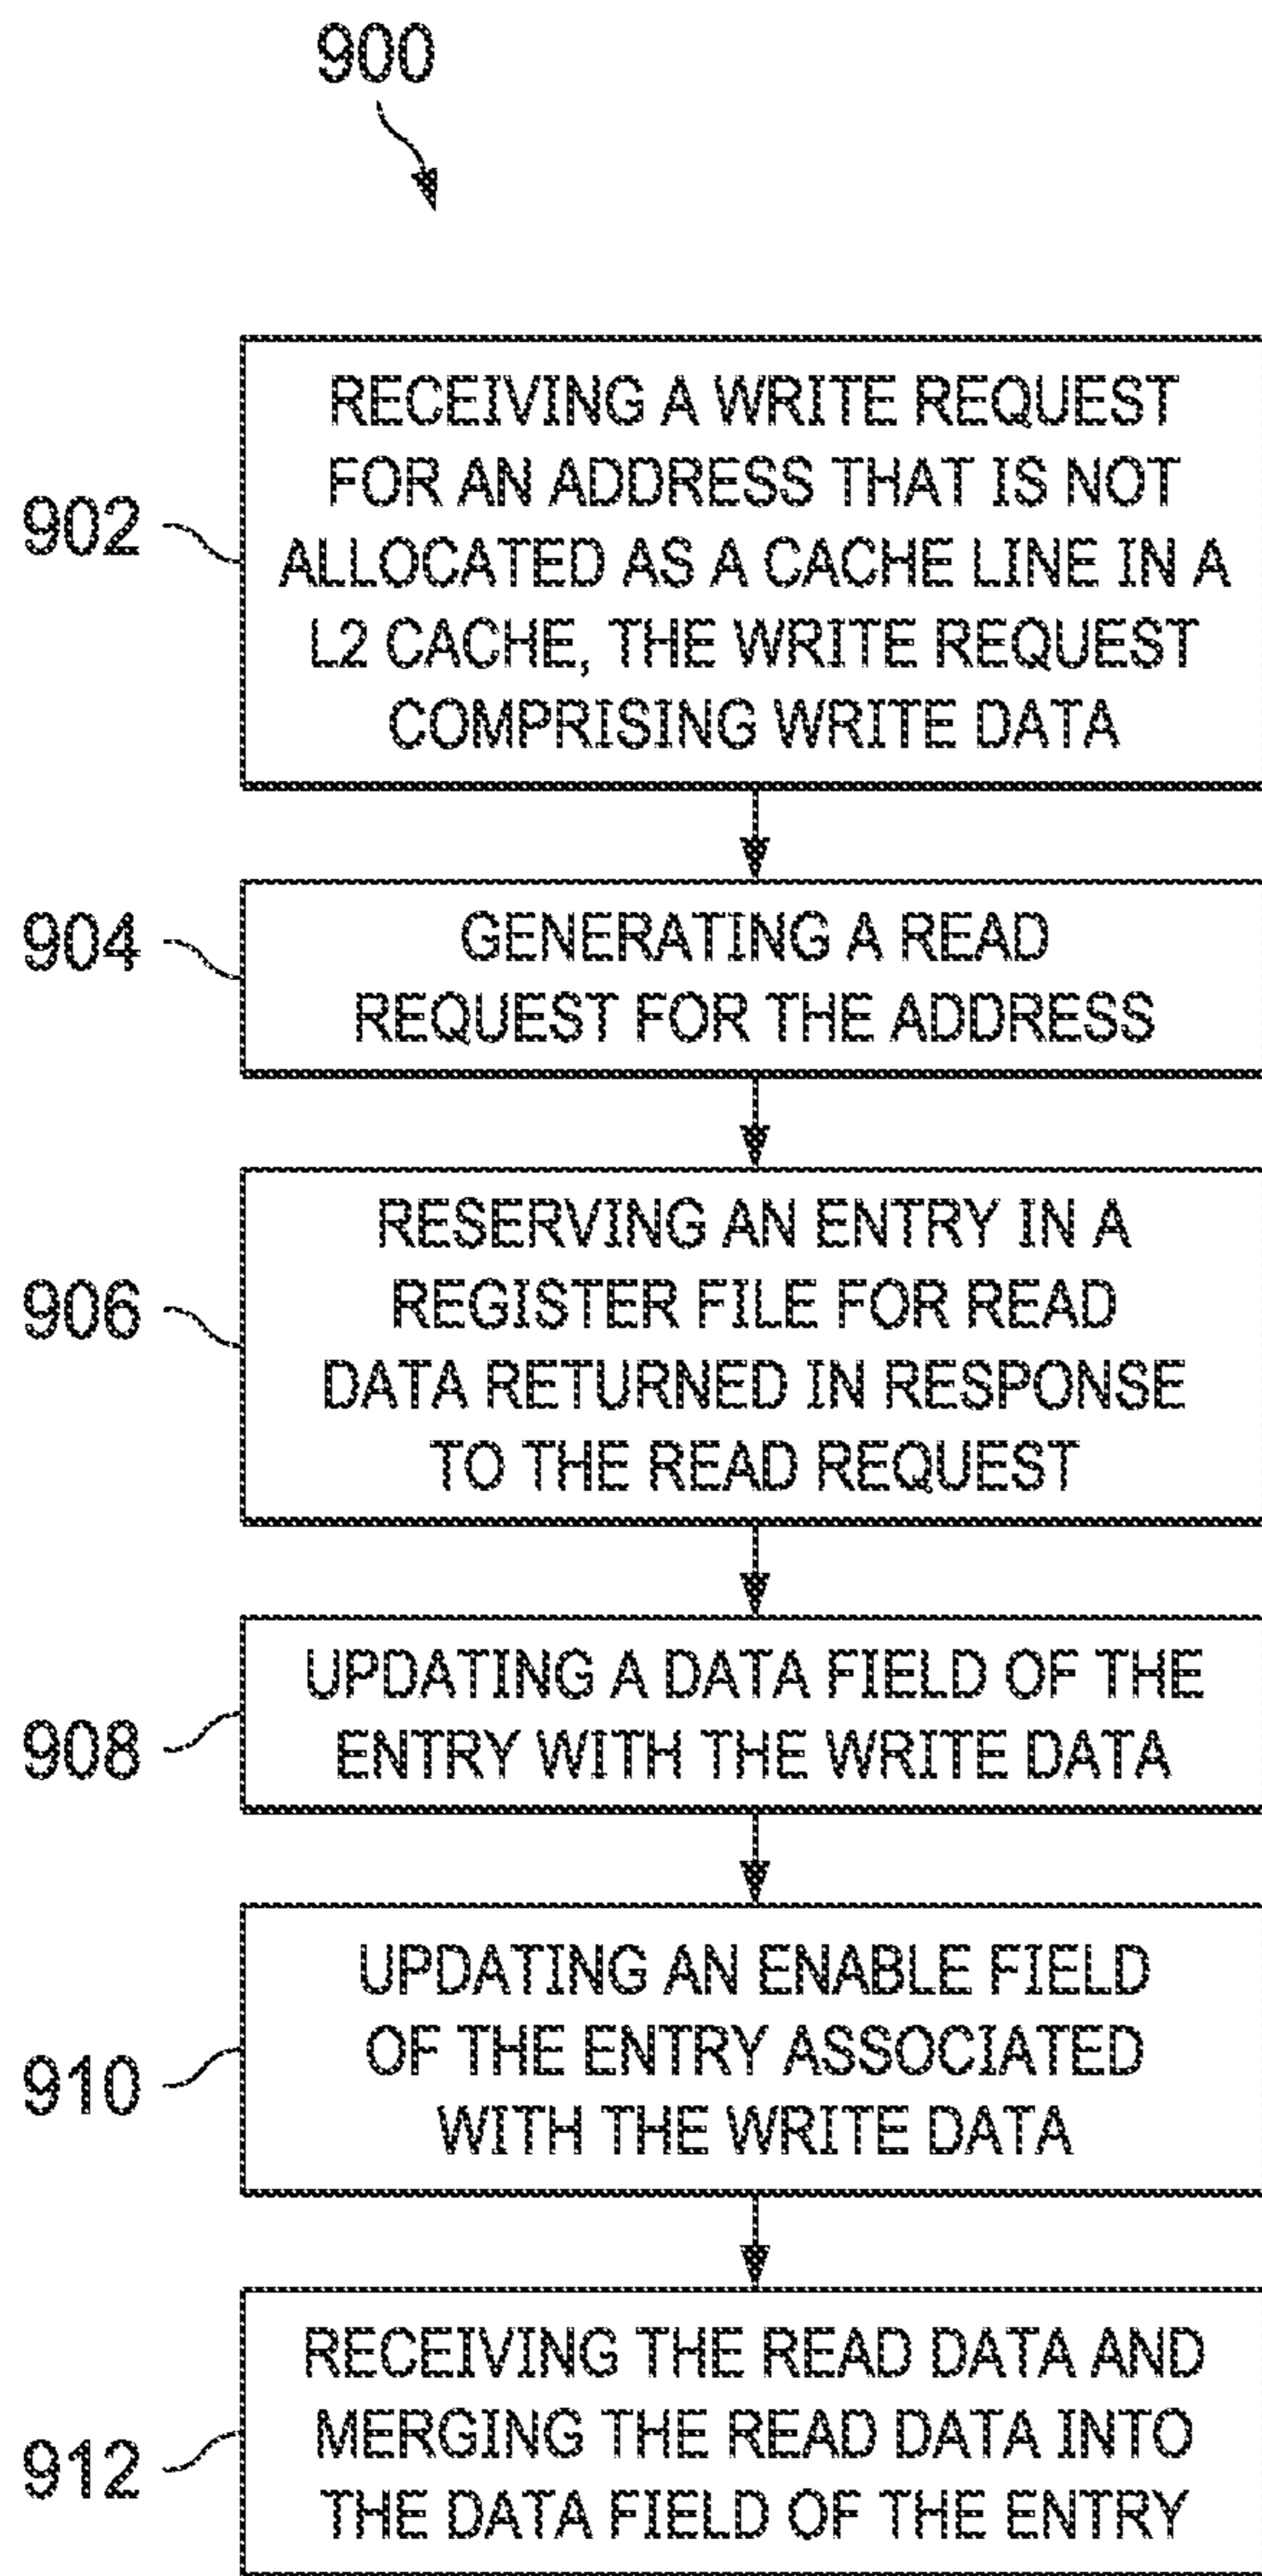 900
902
RECEIVING A WRITE REQUEST
FOR AN ADDRESS THAT IS NOT
ALLOCATED AS A CACHE LINE IN A
L2 CACHE, THE WRITE REQUEST
COMPRISING WRITE DATA
904
GENERATING A READ
REQUEST FOR THE ADDRESS
906
RESERVING AN ENTRY IN A
REGISTER FILE FOR READ
DATA RETURNED IN RESPONSE
TO THE READ REQUEST
908
UPDATING A DATA FIELD OF THE
ENTRY WITH THE WRITE DATA
910
UPDATING AN ENABLE FIELD
OF THE ENTRY ASSOCIATED
WITH THE WRITE DATA
912
RECEIVING THE READ DATA AND
MERGING THE READ DATA INTO
THE DATA FIELD OF THE ENTRY